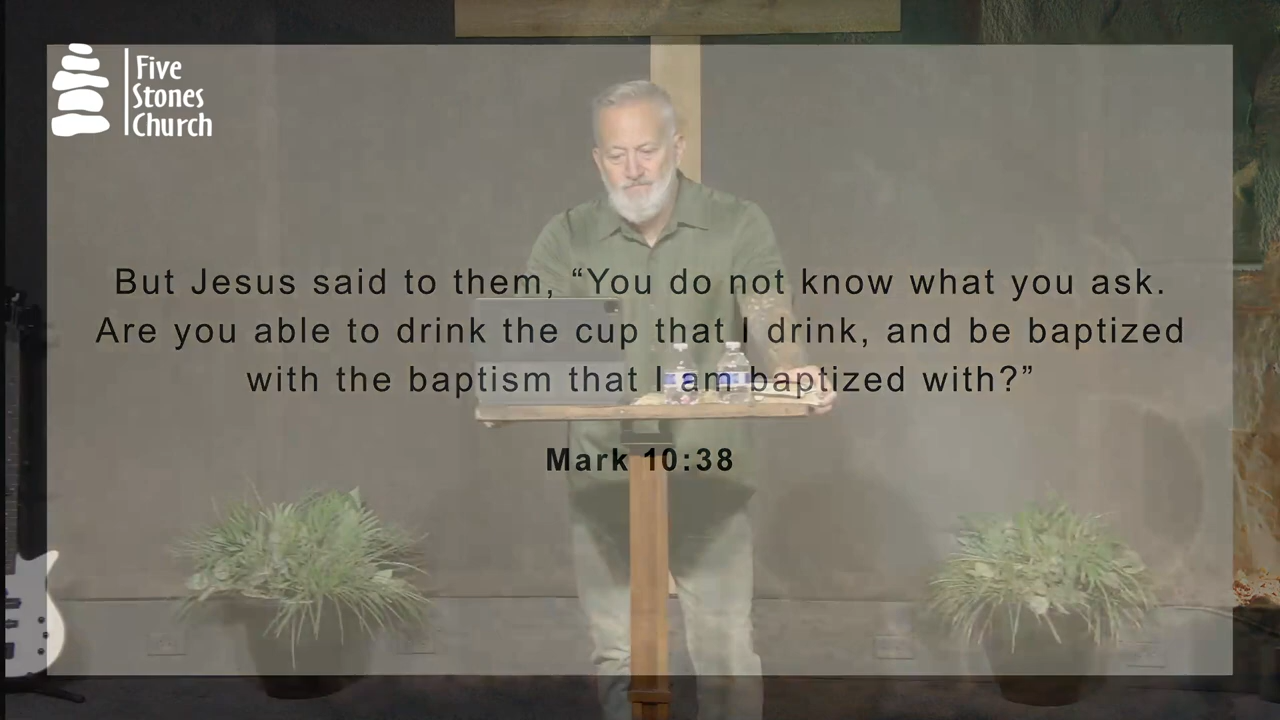 Five
Stones
Church
But Jesus said to them, “You do not know what you ask.
Are you able to drink the cup that I drink, and be baptized
with the baptism that I am baptized with?”
Mark 10:38